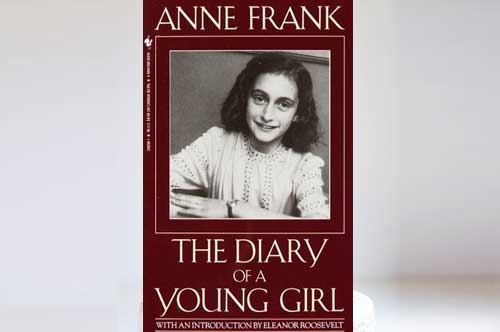 ANNE FRANK
THE DIARY
OF A
YOUNG GIRL
WITH AN INTRODUCTION BY ELEANOR ROOSEVELT